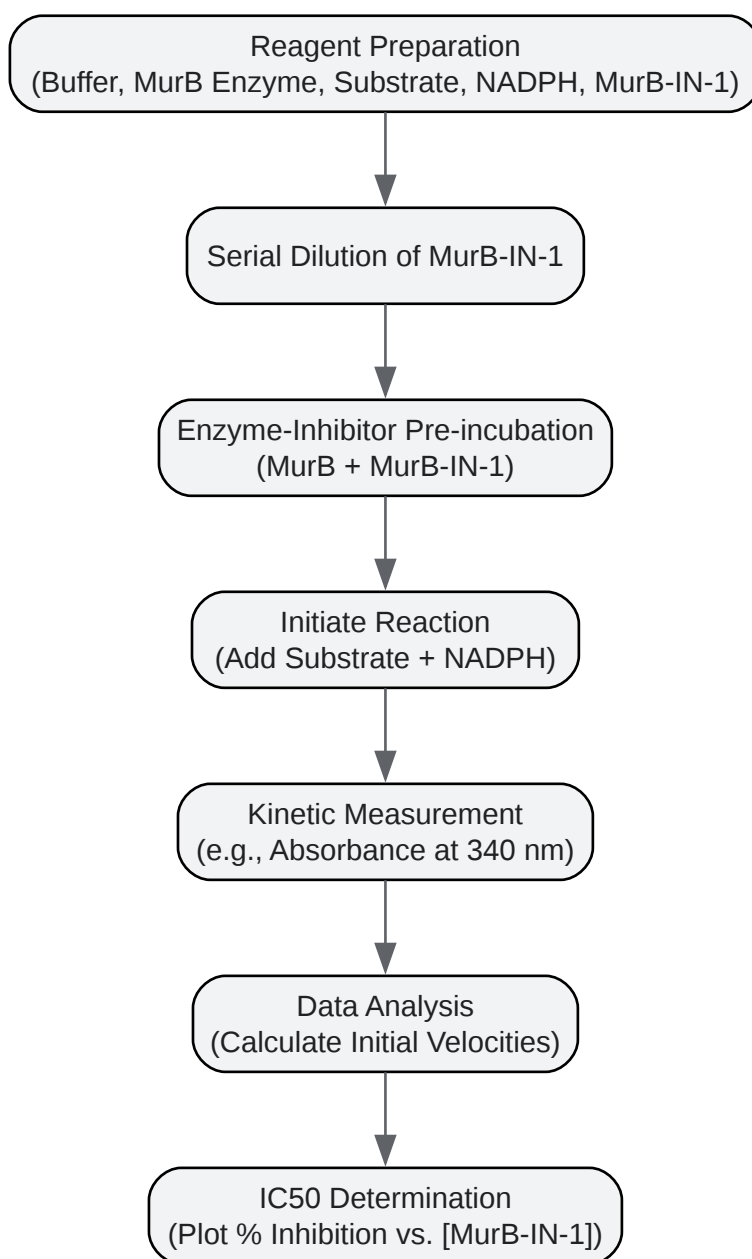 Reagent Preparation
(Buffer, MurB Enzyme, Substrate, NADPH, MurB-IN-1)
Serial Dilution of MurB-IN-1
Enzyme-Inhibitor Pre-incubation
(MurB + MurB-IN-1)
Initiate Reaction
(Add Substrate + NADPH)
Kinetic Measurement
(e.g., Absorbance at 340 nm)
Data Analysis
(Calculate Initial Velocities)
IC50 Determination
(Plot % Inhibition vs. [MurB-IN-1])